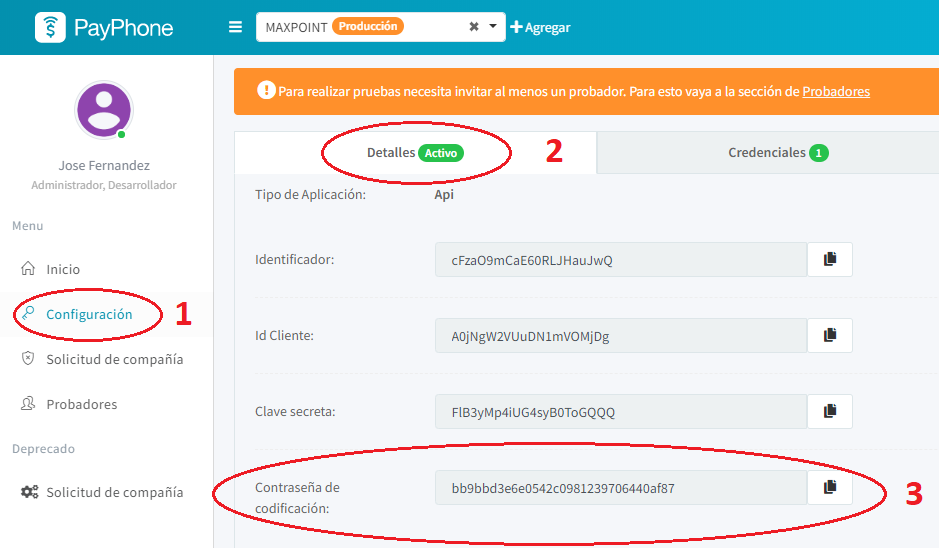 PayPhone
MAXPOINT Producción
Agregar
Para realizar pruebas necesita invitar al menos un probador. Para esto vaya a la sección de Probadores
Jose Fernandez
Administrador, Desarrollador
Menu
Inicio
Configuración
1
Solicitud de compañía
Probadores
Deprecado
Solicitud de compañía
Detalles Activo
2
Credenciales 1
Tipo de Aplicación:
Api
Identificador:
cFzaO9mCaE60RLJHauJwQ
Id Cliente:
A0jNgW2VUuDN1mVOMjDg
Clave secreta:
FlB3yMp4iUG4syB0ToGQQQ
Contraseña de
codificación:
bb9bbd3e6e0542c0981239706440af87
3